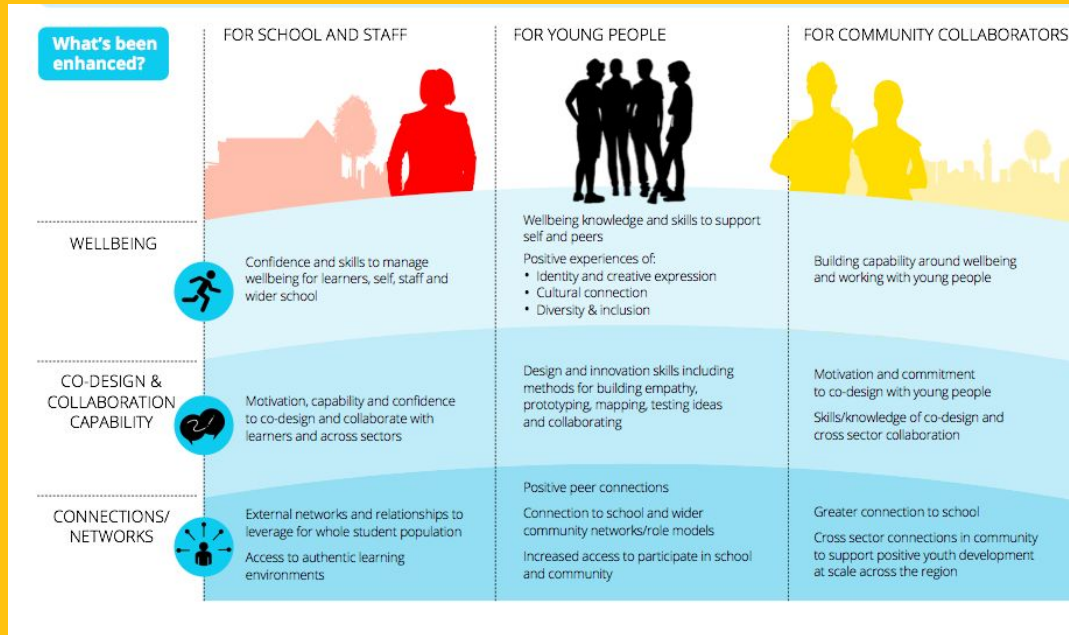 What's been
enhanced?
FOR SCHOOL AND STAFF
FOR YOUNG PEOPLE
FOR COMMUNITY COLLABORATORS
WELLBEING
Confidence and skills to manage
wellbeing for learners, self, staff and
wider school
Wellbeing knowledge and skills to support
self and peers
Positive experiences of:
• Identity and creative expression
• Cultural connection
• Diversity & inclusion
Building capability around wellbeing
and working with young people
CO-DESIGN &
COLLABORATION
CAPABILITY
Motivation, capability and confidence
to co-design and collaborate with
learners and across sectors
Design and innovation skills including
methods for building empathy,
prototyping, mapping, testing ideas
and collaborating
Motivation and commitment
to co-design with young people
Skills/knowledge of co-design and
cross sector collaboration
CONNECTIONS/
NETWORKS
External networks and relationships to
leverage for whole student population
Access to authentic learning
environments
Positive peer connections
Connection to school and wider
community networks/role models
Increased access to participate in school
and community
Greater connection to school
Cross sector connections in community
to support positive youth development
at scale across the region